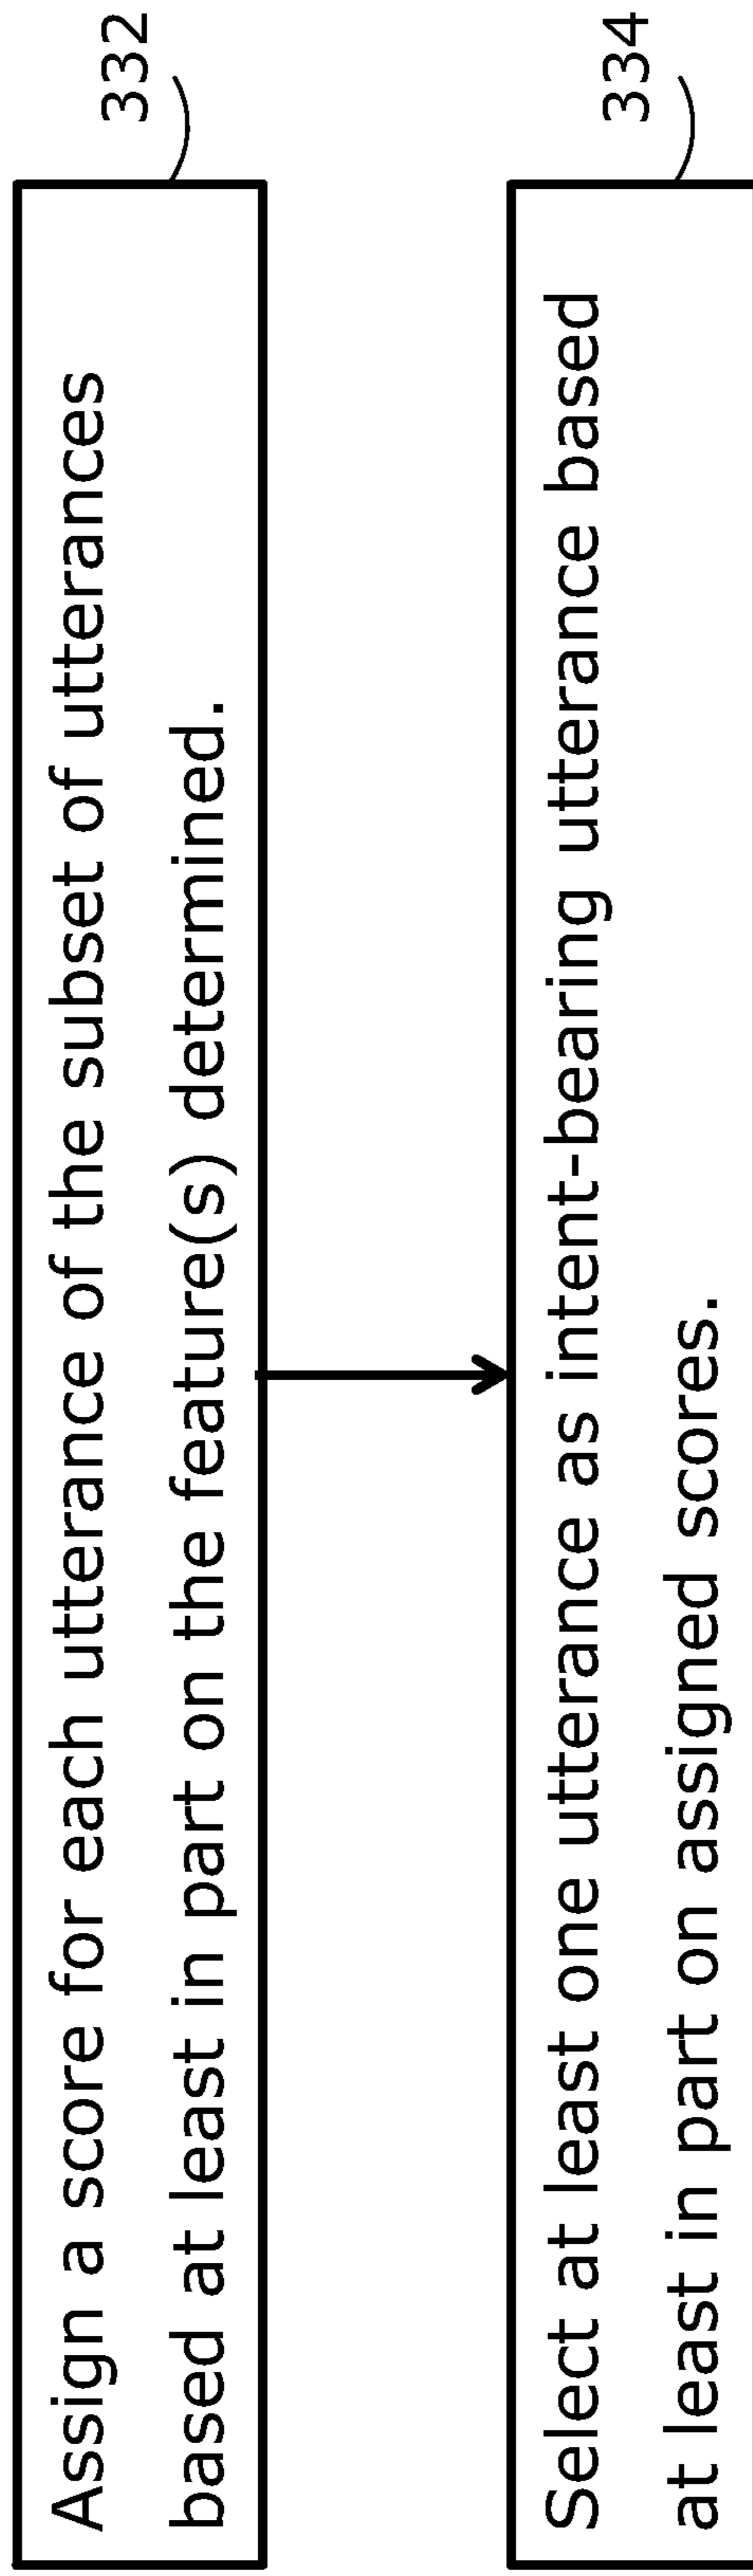 Assign a score for each utterance of the subset of utterances
based at least in part on the feature(s) determined.
332
Select at least one utterance as intent-bearing utterance based
at least in part on assigned scores.
334